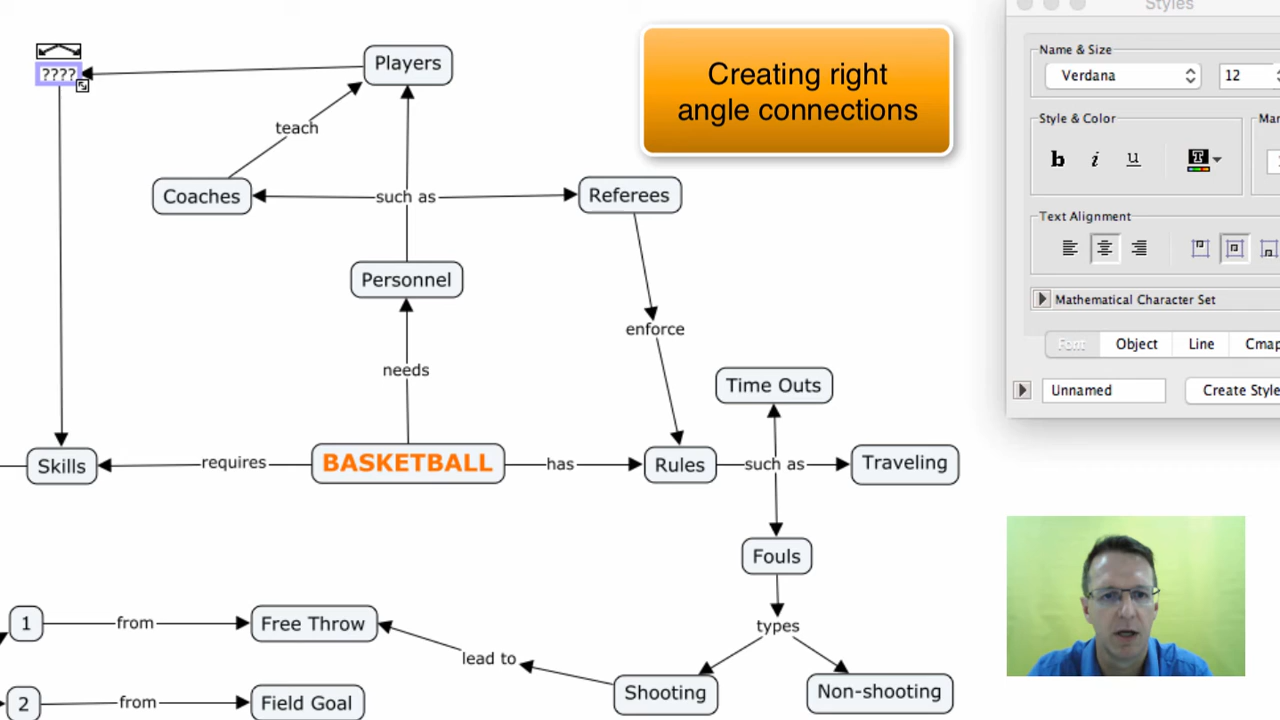 Creating right
angle connections
????
Players
teach
Coaches
such as
Referees
Personnel
enforce
needs
Time Outs
Skills
requires
BASKETBALL
has
Rules
such as
Traveling
Fouls
1
from
Free Throw
types
lead to
2
from
Field Goal
Shooting
Non-shooting
Styles
Name & Size
Verdana
12
Style & Color
b
i
u
T
Text Alignment
Mathematical Character Set
Font
Object
Line
Cmap
Unnamed
Create Style